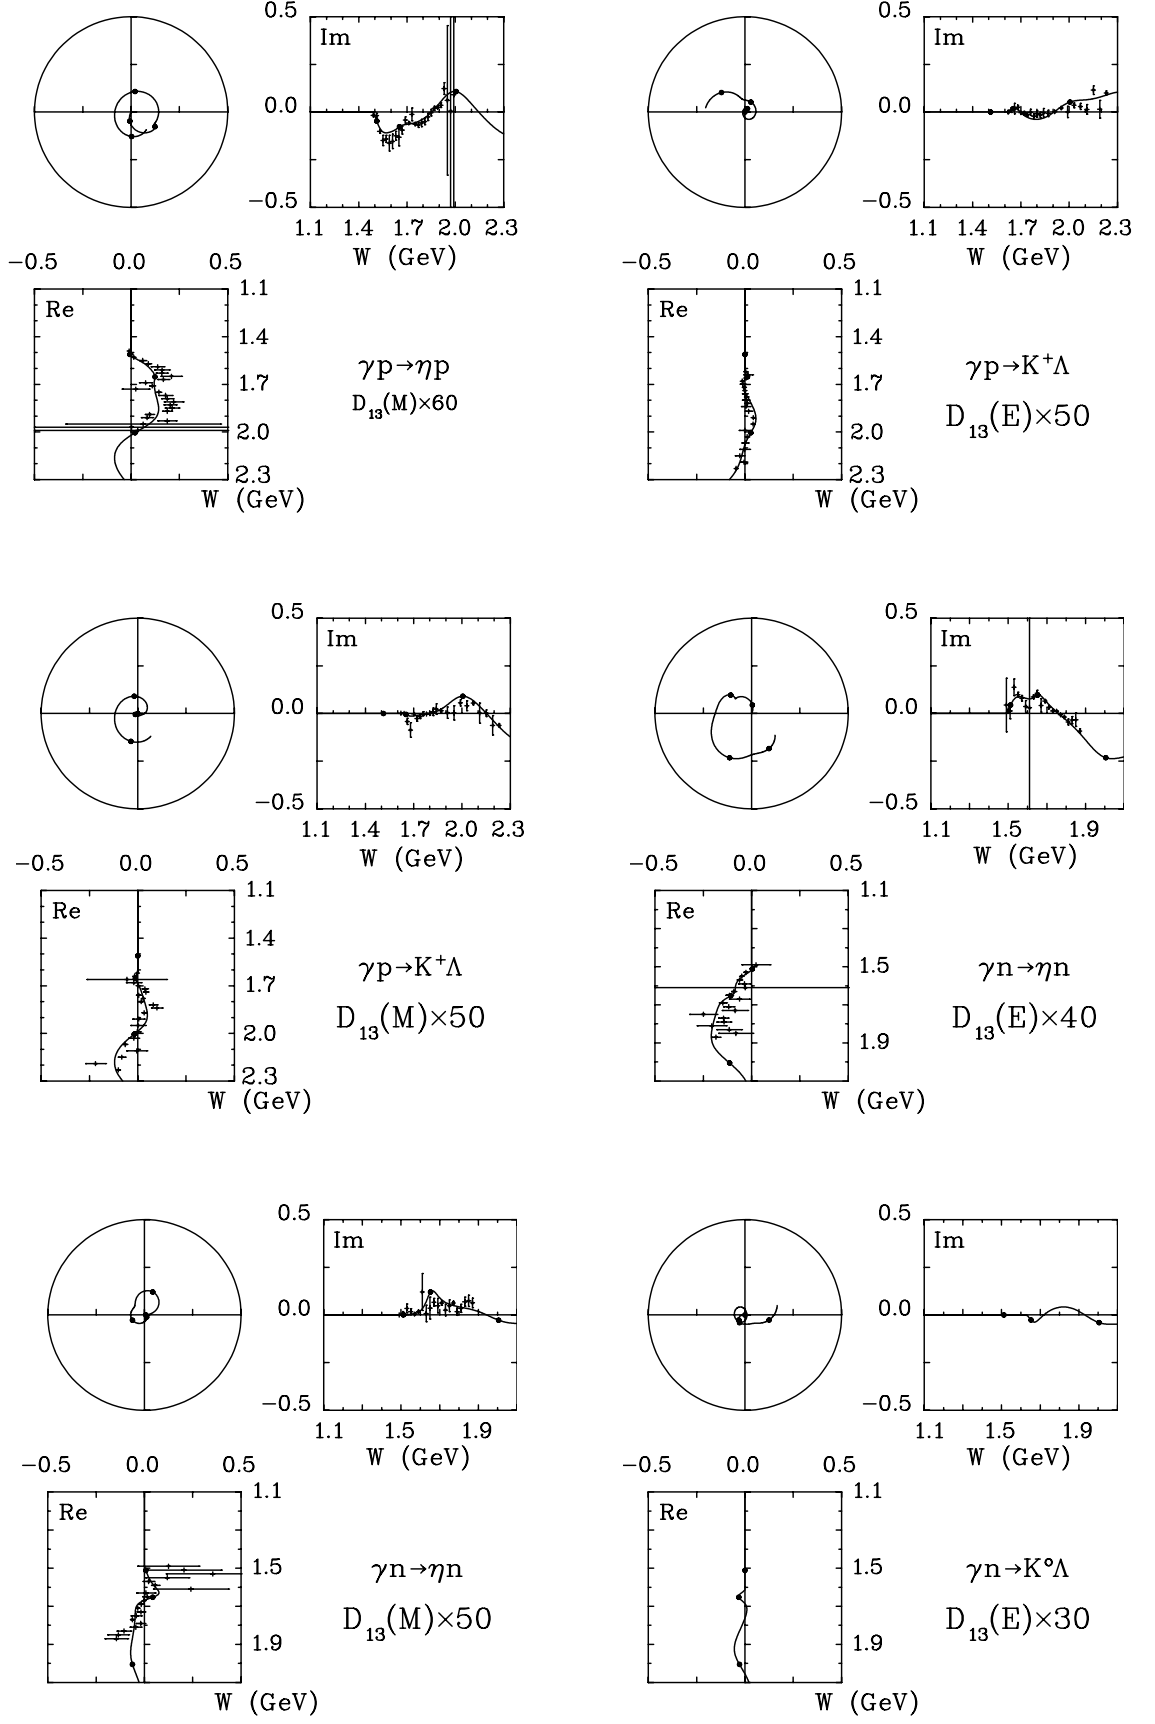 0.5
Im
0.0
−0.5
1.1 1.4 1.7 2.0 2.3
W (GeV)
−0.5 0.0 0.5
Re
1.1
1.4
1.7
2.0
2.3
W (GeV)
γp→ηp
D13(M)×60
0.5
Im
0.0
−0.5
1.1 1.4 1.7 2.0 2.3
W (GeV)
−0.5 0.0 0.5
Re
1.1
1.4
1.7
2.0
2.3
W (GeV)
γp→K⁺Λ
D13(E)×50
0.5
Im
0.0
−0.5
1.1 1.4 1.7 2.0 2.3
W (GeV)
−0.5 0.0 0.5
Re
1.1
1.4
1.7
2.0
2.3
W (GeV)
γp→K⁺Λ
D13(M)×50
0.5
Im
0.0
−0.5
1.1 1.5 1.9
W (GeV)
−0.5 0.0 0.5
Re
1.1
1.5
1.9
W (GeV)
γn→ηn
D13(E)×40
0.5
Im
0.0
−0.5
1.1 1.5 1.9
W (GeV)
−0.5 0.0 0.5
Re
1.1
1.5
1.9
W (GeV)
γn→ηn
D13(M)×50
0.5
Im
0.0
−0.5
1.1 1.5 1.9
W (GeV)
−0.5 0.0 0.5
Re
1.1
1.5
1.9
W (GeV)
γn→K°Λ
D13(E)×30